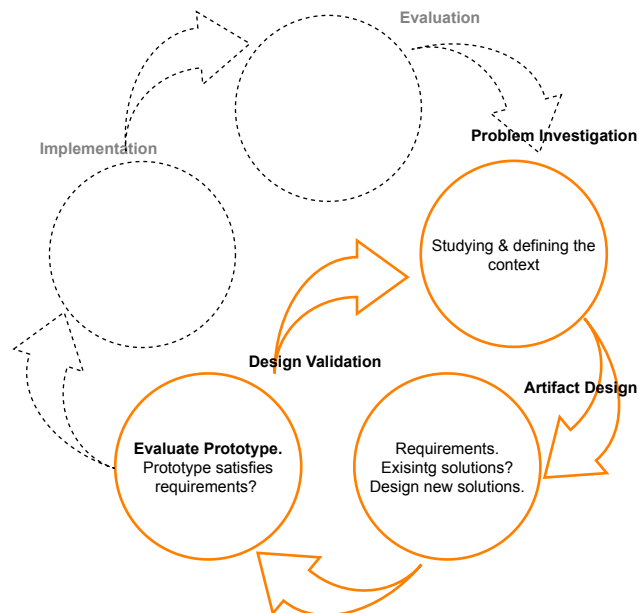 Evaluation
Problem Investigation
Implementation
Studying & defining the
context
Design Validation
Artifact Design
Evaluate Prototype.
Prototype satisfies
requirements?
Requirements.
Exisintg solutions?
Design new solutions.